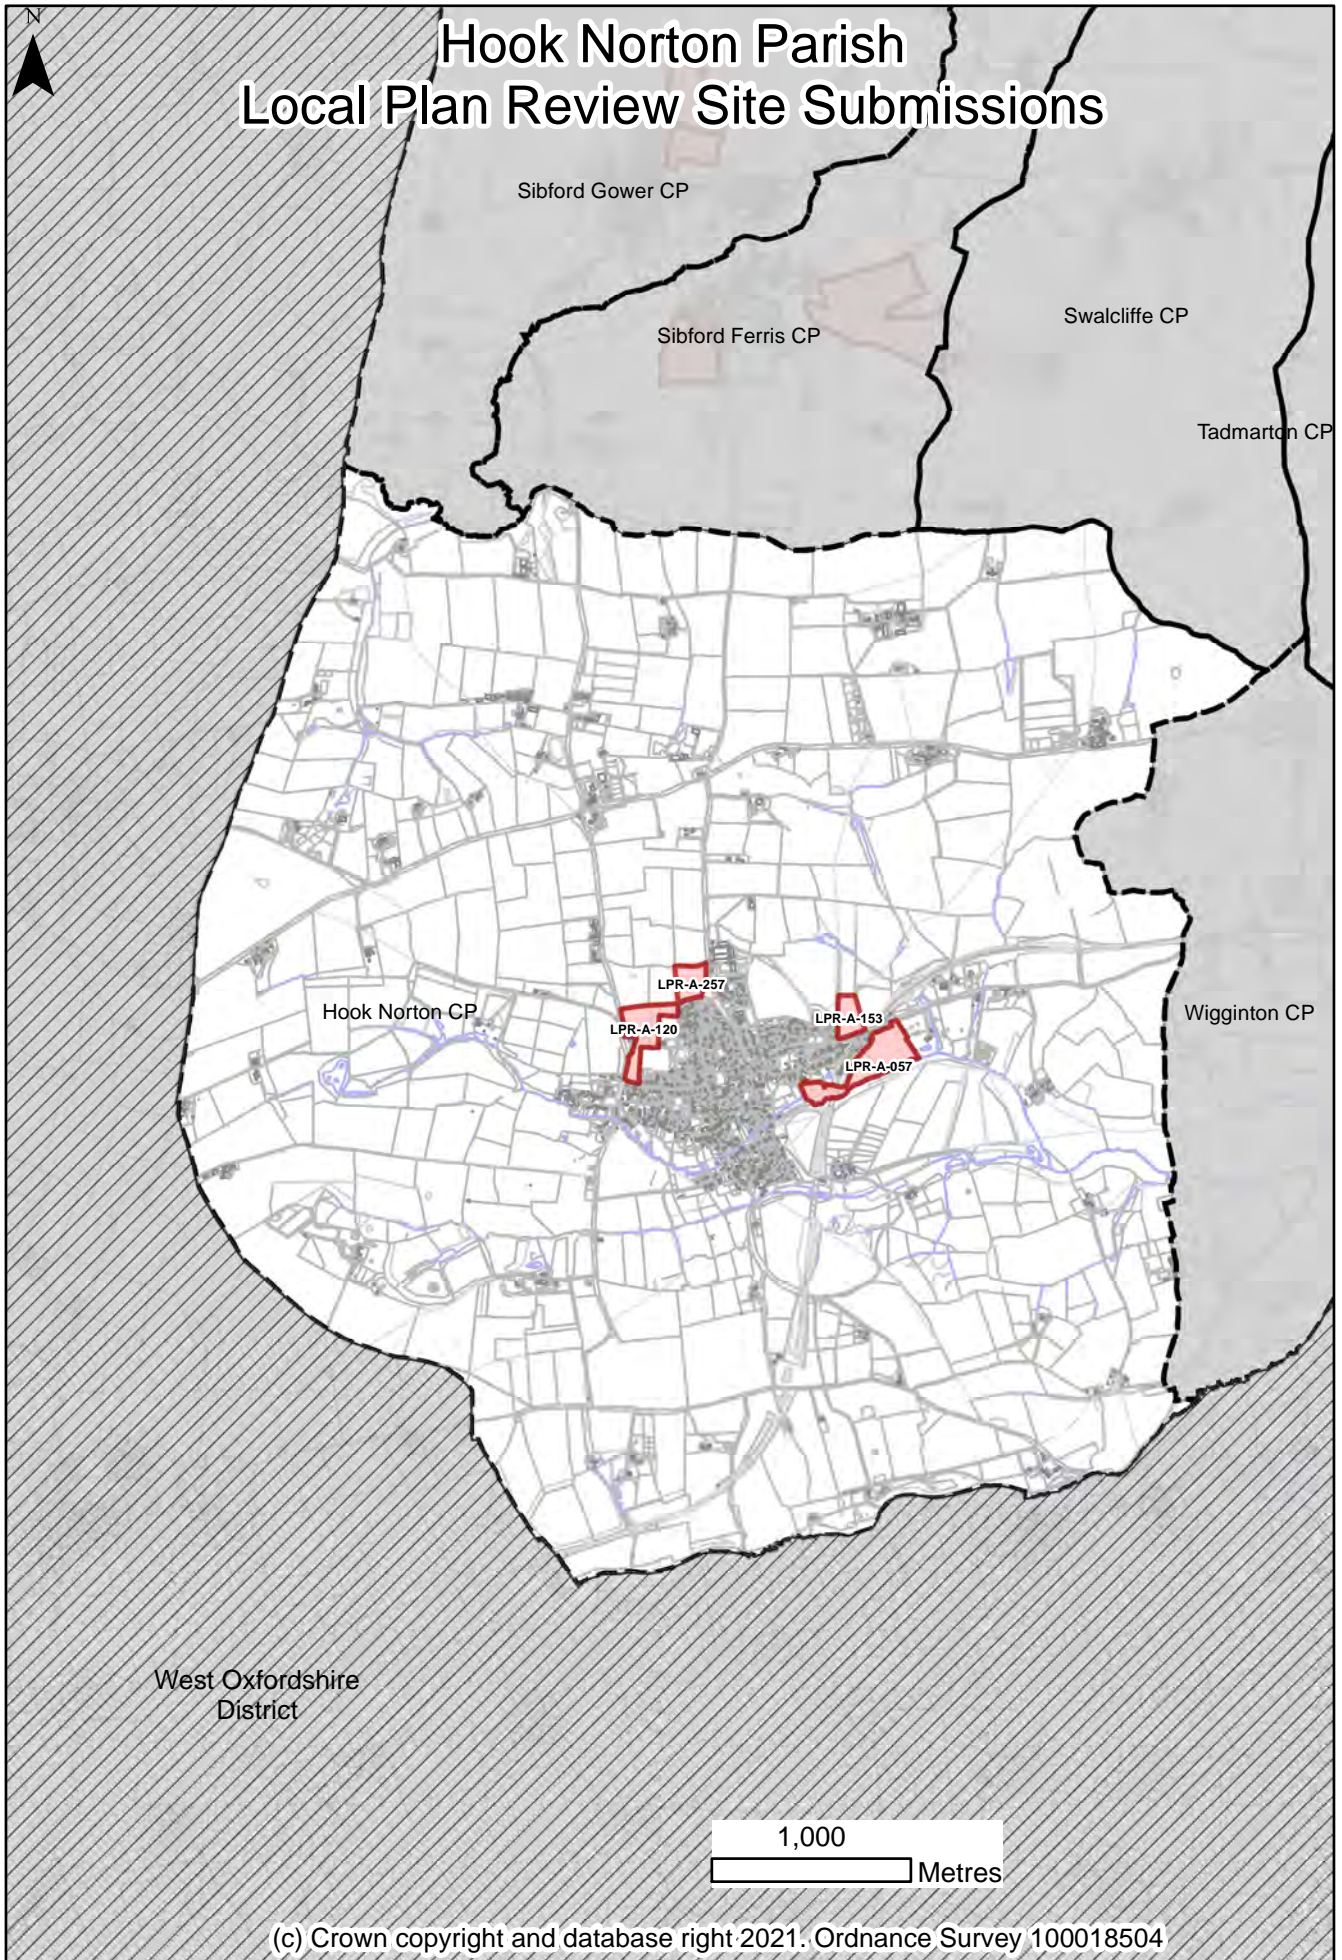 N
Hook Norton Parish
Local Plan Review Site Submissions
Sibford Gower CP
Swalcliffe CP
Sibford Ferris CP
Tadmarton CP
LPR-A-257
Hook Norton CP
LPR-A-120
LPR-A-153
Wigginton CP
LPR-A-057
West Oxfordshire
District
1,000
Metres
(c) Crown copyright and database right 2021. Ordnance Survey 100018504